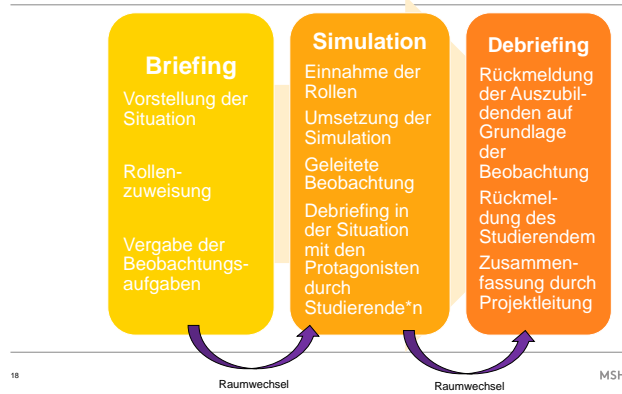 Briefing
Vorstellung der
Situation
Rollen-
zuweisung
Vergabe der
Beobachtungs-
aufgaben
Simulation
Einnahme der
Rollen
Umsetzung der
Simulation
Geleitete
Beobachtung
Debriefing in
der Situation
mit den
Protagonisten
durch
Studierende*n
Debriefing
Rückmeldung
der Auszubil-
denden auf
Grundlage
der
Beobachtung
Rückmel-
dung des
Studierendem
Zusammen-
fassung durch
Projektleitung
Raumwechsel
Raumwechsel
18
MSH